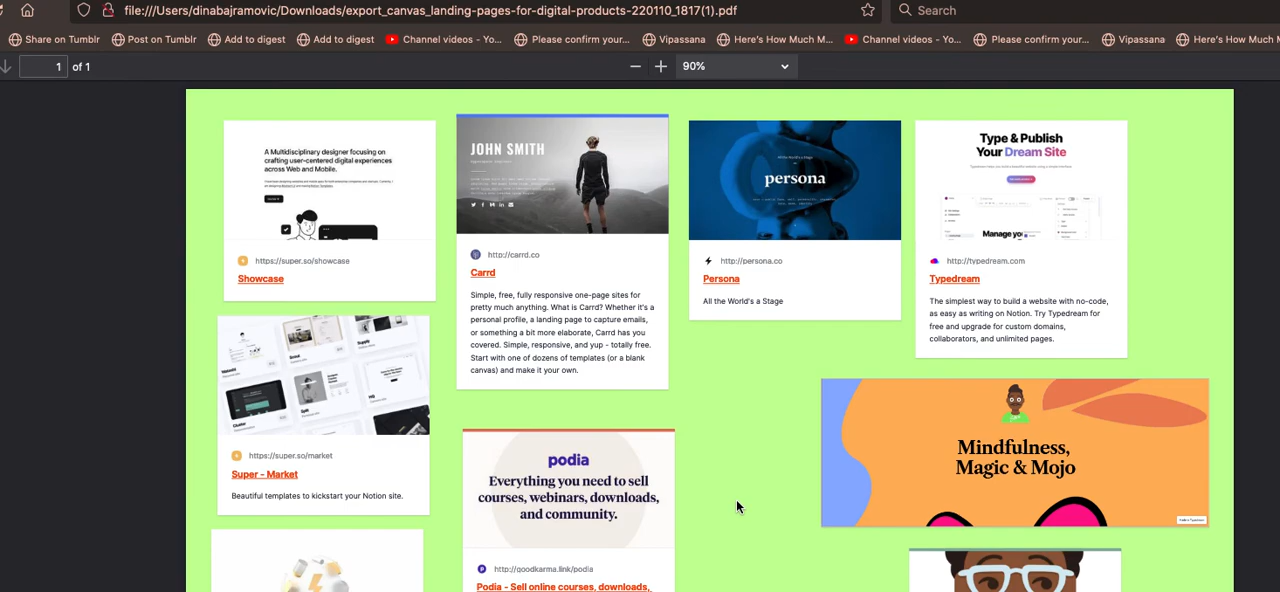 file:///Users/dinabajramovic/Downloads/export_canvas_landing-pages-for-digital-products-220110_1817(1).pdf
Search
Share on Tumblr
Post on Tumblr
Add to digest
Add to digest
Channel videos - Yo...
Please confirm your...
Vipassana
Here's How Much M...
Channel videos - Yo...
Please confirm your...
Vipassana
Here's How Much
1 of 1
90%
A Multidisciplinary designer focusing on
crafting user-centered digital experiences
across Web and Mobile.
https://super.so/showcase
Showcase
JOHN SMITH
http://carrd.co
Carrd
Simple, free, fully responsive one-page sites for
pretty much anything. What is Carrd? Whether it's a
personal profile, a landing page to capture emails,
or something a bit more elaborate, Carrd has you
covered. Simple, responsive, and yup - totally free.
Start with one of dozens of templates (or a blank
canvas) and make it your own.
persona
http://persona.co
Persona
All the World's a Stage
Type & Publish
Your Dream Site
Manage you
http://typedream.com
Typedream
The simplest way to build a website with no-code,
as easy as writing on Notion. Try Typedream for
free and upgrade for custom domains,
collaborators, and unlimited pages.
https://super.so/market
Super - Market
Beautiful templates to kickstart your Notion site.
podia
Everything you need to sell
courses, webinars, downloads,
and community.
http://goodkarma.link/podia
Podia - Sell online courses, downloads,
Mindfulness,
Magic & Mojo